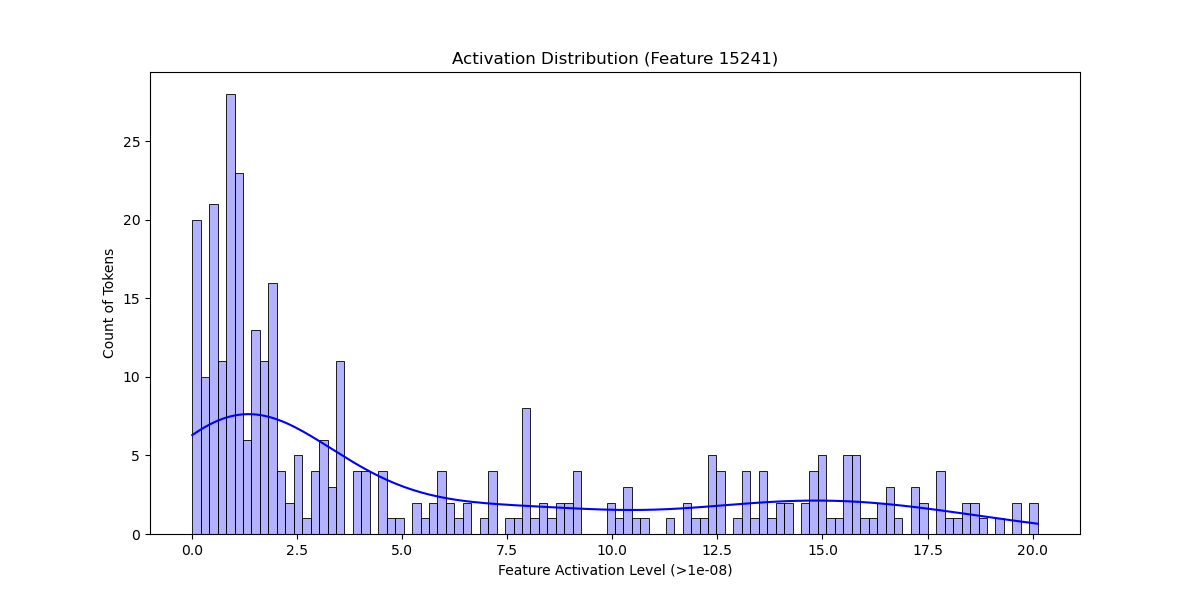 Activation Distribution (Feature 15241)
Count of Tokens
25
20
15
10
5
0
0.0 2.5 5.0 7.5 10.0 12.5 15.0 17.5 20.0
Feature Activation Level (>1e-08)